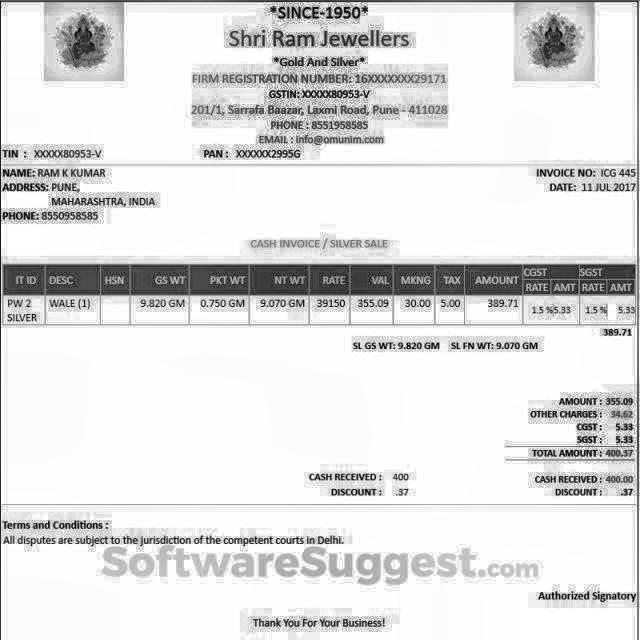 *SINCE-1950*
Shri Ram Jewellers
*Gold And Silver*
FIRM REGISTRATION NUMBER: 16XXXXXXX29171
GSTIN: XXXXX80953-V
201/1, Sarrafa Baazar, Laxmi Road, Pune - 411028
PHONE : 8551958585
EMAIL : info@omunim.com
TIN : XXXXX80953-V PAN : XXXXXX2995G
NAME: RAM K KUMAR INVOICE NO: ICG 445
ADDRESS: PUNE, DATE: 11 JUL 2017
MAHARASHTRA, INDIA
PHONE: 8550958585
CASH INVOICE / SILVER SALE
IT ID DESC HSN GS WT PKT WT NT WT RATE VAL MKNG TAX AMOUNT CGST SGST
RATE AMT RATE AMT
PW 2 WALE (1) 9.820 GM 0.750 GM 9.070 GM 39150 355.09 30.00 5.00 389.71 1.5 %5.33 1.5 % 5.33
SILVER
389.71
SL GS WT: 9.820 GM SL FN WT: 9.070 GM
AMOUNT : 355.09
OTHER CHARGES : 34.62
CGST : 5.33
SGST : 5.33
TOTAL AMOUNT : 400.37
CASH RECEIVED : 400 CASH RECEIVED : 400.00
DISCOUNT : .37 DISCOUNT : .37
Terms and Conditions :
All disputes are subject to the jurisdiction of the competent courts in Delhi.
SoftwareSuggest.com
Authorized Signatory
Thank You For Your Business!